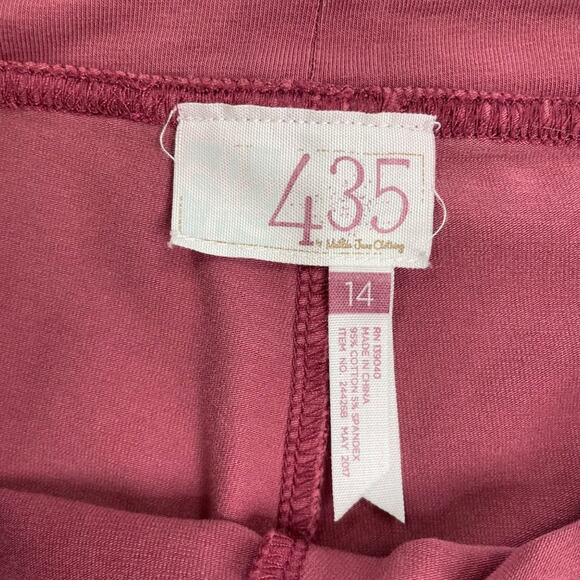 435
by Matilda Jane Clothing
14
RN 139040
MADE IN CHINA
95% COTTON 5% SPANDEX
ITEM NO. 24426B MAY 2017